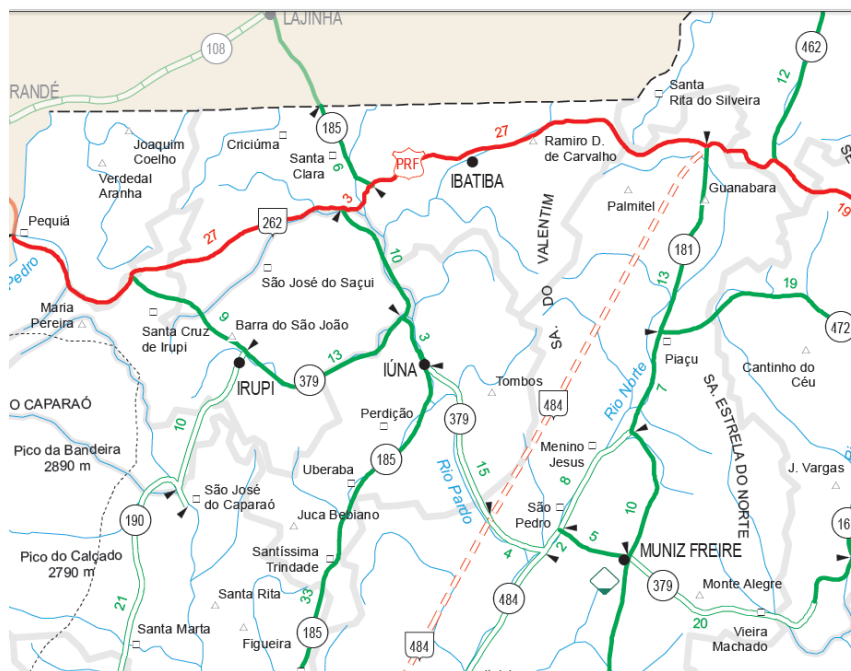 LAJINHA
108
RANDÉ
462
12
Santa
Rita do Silveira
185
27
Joaquim
Coelho
Criciúma
Santa
Clara
6
PRF
Ramiro D.
de Carvalho
IBATIBA
Verdedal
Aranha
Guanabara
Palmitel
19
3
Pequiá
27
262
10
181
SA. DO VALENTIM
Pedro
São José do Saçui
13
19
Maria
Pereira
Santa Cruz
de Irupi
9
Barra do São João
3
472
Piaçu
13
IÚNA
Cantinho do
Céu
IRUPI
379
Tombos
Rio Norte
7
O CAPARAÓ
484
379
Perdição
SA. ESTRELA DO NORTE
10
Pico da Bandeira
2890 m
185
Menino
Jesus
15
Rio Pardo
8
10
J. Vargas
Uberaba
São José
do Caparaó
São
Pedro
190
Juca Bebiano
16
5
Pico do Calçado
2790 m
Santíssima
Trindade
4
2
MUNIZ FREIRE
379
Monte Alegre
21
Santa Rita
33
484
20
Vieira
Machado
Santa Marta
Figueira
185
484